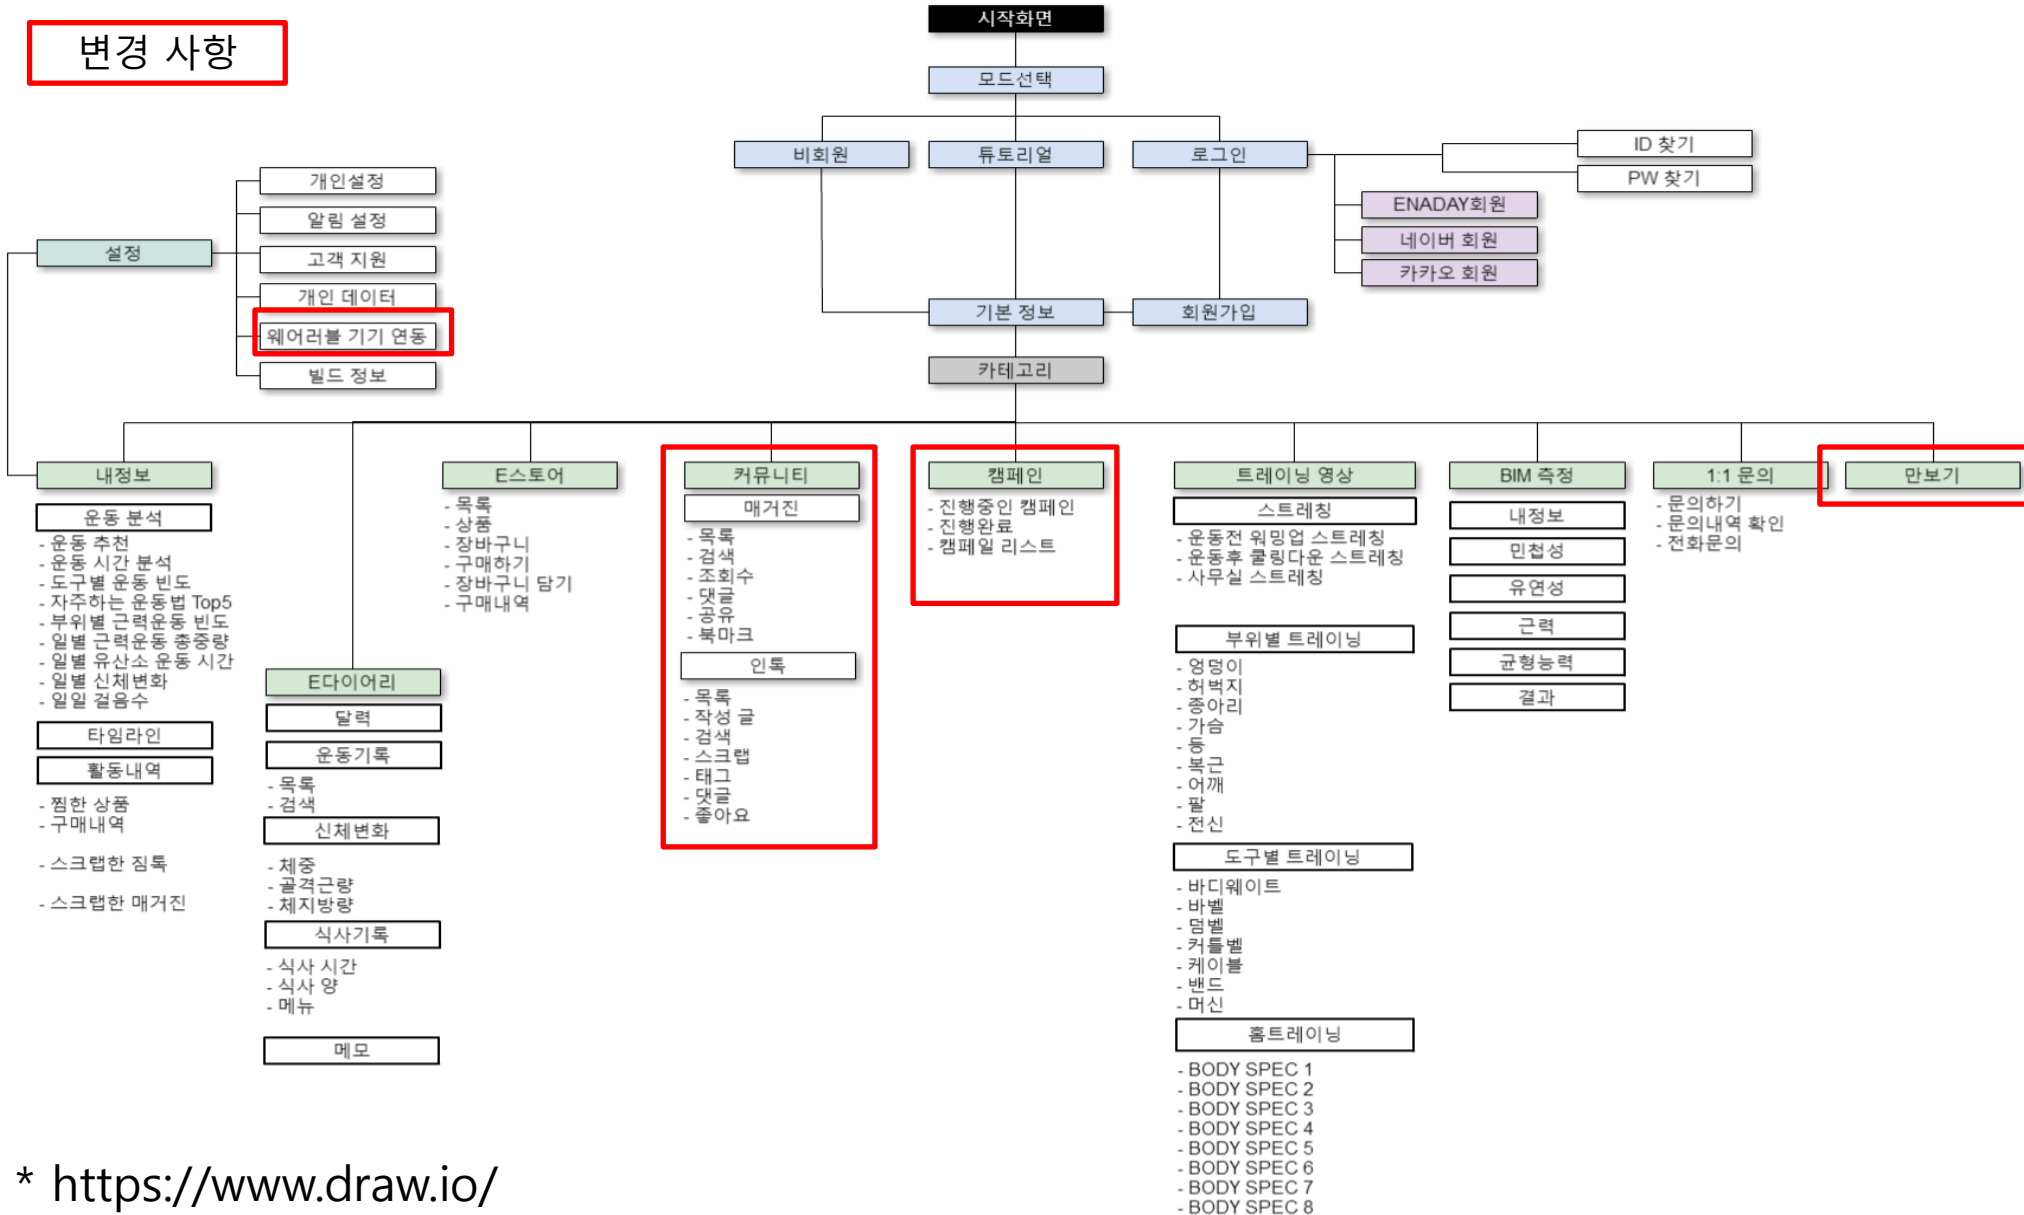 변경 사항
시작화면
모드선택
비회원
튜토리얼
로그인
ID 찾기
PW 찾기
ENADAY회원
네이버 회원
카카오 회원
기본 정보
회원가입
카테고리
설정
개인설정
알림 설정
고객 지원
개인 데이터
웨어러블 기기 연동
빌드 정보
내정보
운동 분석
- 운동 추천
- 운동 시간 분석
- 도구별 운동 빈도
- 자주하는 운동법 Top5
- 부위별 근력운동 빈도
- 일별 근력운동 총중량
- 일별 유산소 운동 시간
- 일별 신체변화
- 일일 걸음수
타임라인
활동내역
- 찜한 상품
- 구매내역
- 스크랩한 짐톡
- 스크랩한 매거진
E다이어리
달력
운동기록
- 목록
- 검색
신체변화
- 체중
- 골격근량
- 체지방량
식사기록
- 식사 시간
- 식사 양
- 메뉴
메모
E스토어
- 목록
- 상품
- 장바구니
- 구매하기
- 장바구니 담기
- 구매내역
커뮤니티
매거진
- 목록
- 검색
- 조회수
- 댓글
- 공유
- 북마크
인톡
- 목록
- 작성 글
- 검색
- 스크랩
- 태그
- 댓글
- 좋아요
캠페인
- 진행중인 캠페인
- 진행완료
- 캠페일 리스트
트레이닝 영상
스트레칭
- 운동전 워밍업 스트레칭
- 운동후 쿨링다운 스트레칭
- 사무실 스트레칭
부위별 트레이닝
- 엉덩이
- 허벅지
- 종아리
- 가슴
- 등
- 복근
- 어깨
- 팔
- 전신
도구별 트레이닝
- 바디웨이트
- 바벨
- 덤벨
- 커틀벨
- 케이블
- 밴드
- 머신
홈트레이닝
- BODY SPEC 1
- BODY SPEC 2
- BODY SPEC 3
- BODY SPEC 4
- BODY SPEC 5
- BODY SPEC 6
- BODY SPEC 7
- BODY SPEC 8
BIM 측정
내정보
민첩성
유연성
근력
균형능력
결과
1:1 문의
- 문의하기
- 문의내역 확인
- 전화문의
만보기
* https://www.draw.io/